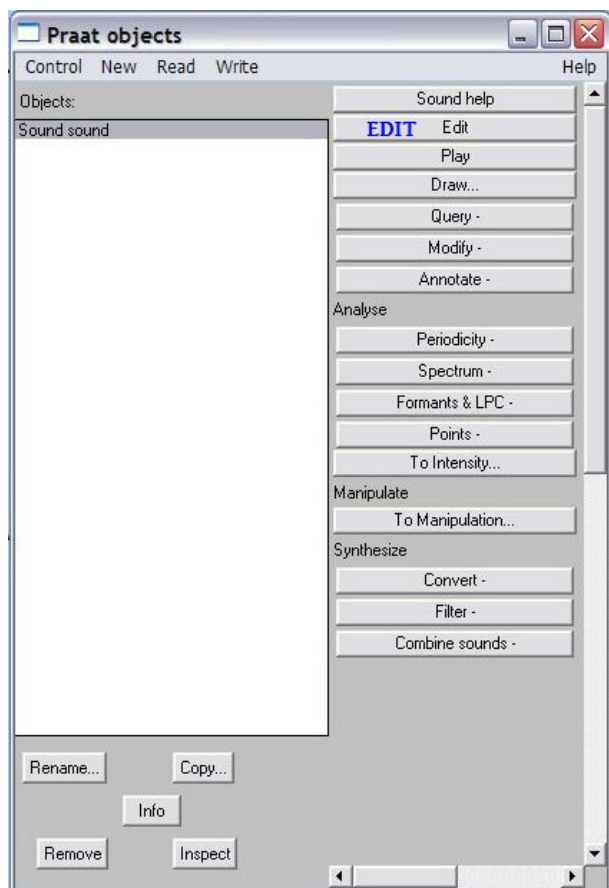 Praat objects
Control New Read Write Help
Objects:
Sound sound
Sound help
EDIT Edit
Play
Draw...
Query -
Modify -
Annotate -
Analyse
Periodicity -
Spectrum -
Formants & LPC -
Points -
To Intensity...
Manipulate
To Manipulation...
Synthesize
Convert -
Filter -
Combine sounds -
Rename... Copy...
Info
Remove Inspect